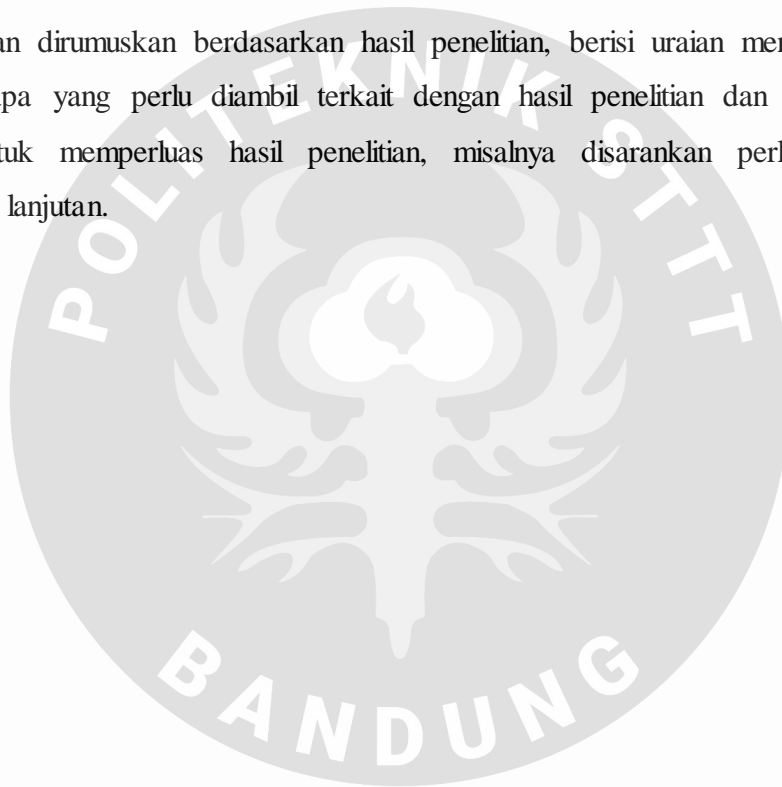 an dirumuskan berdasarkan hasil penelitian, berisi uraian mer
pa yang perlu diambil terkait dengan hasil penelitian dan
tuk memperluas hasil penelitian, misalnya disarankan perl
lanjutan.
POLITEKNIK STTT
BANDUNG